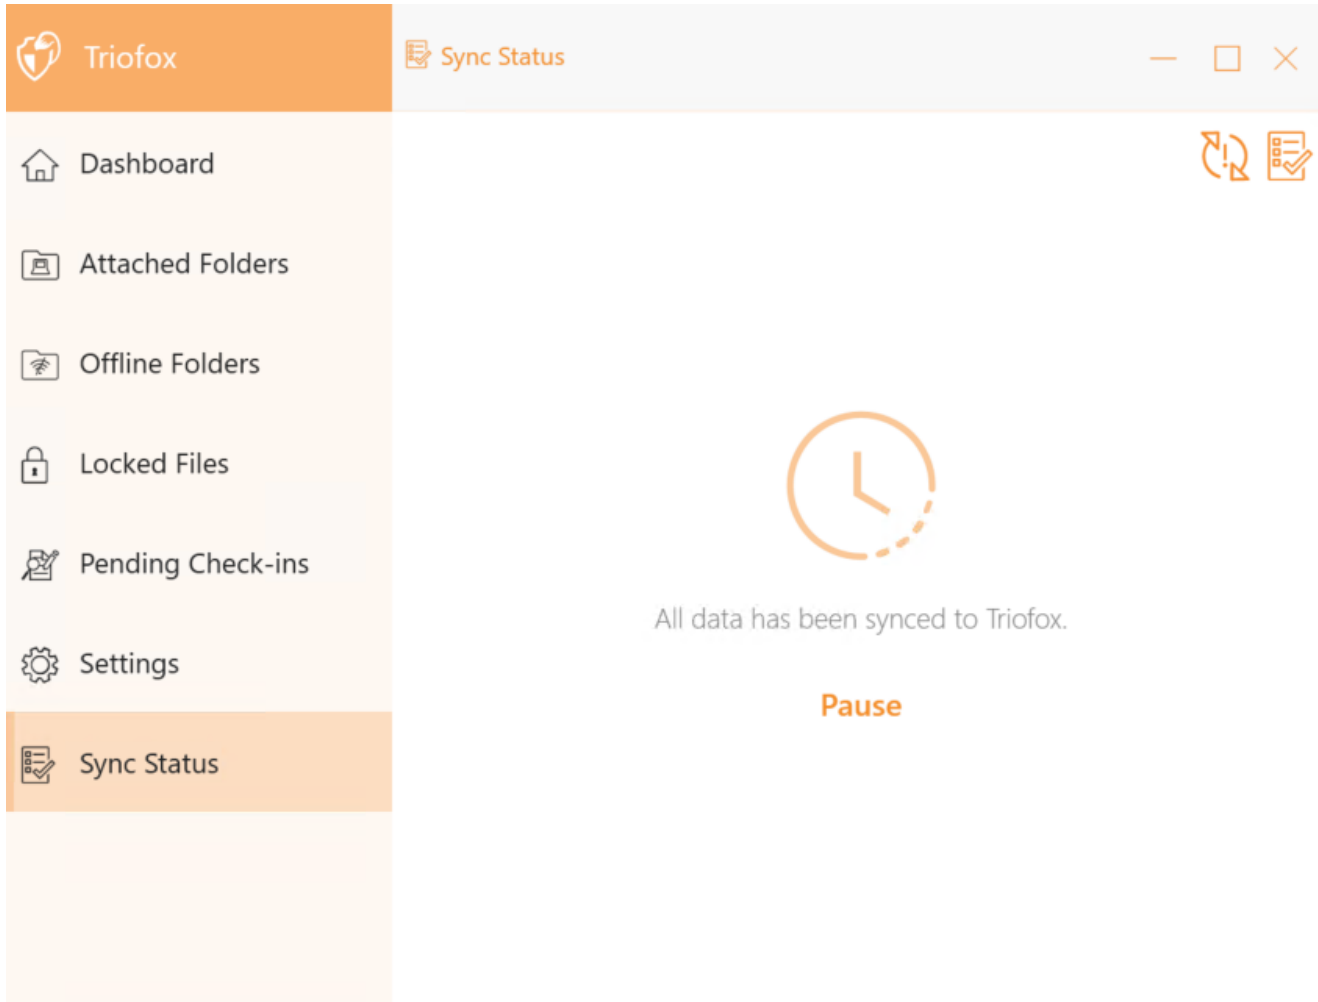 Triofox
Sync Status
Dashboard
Attached Folders
Offline Folders
Locked Files
Pending Check-ins
Settings
Sync Status
All data has been synced to Triofox.
Pause